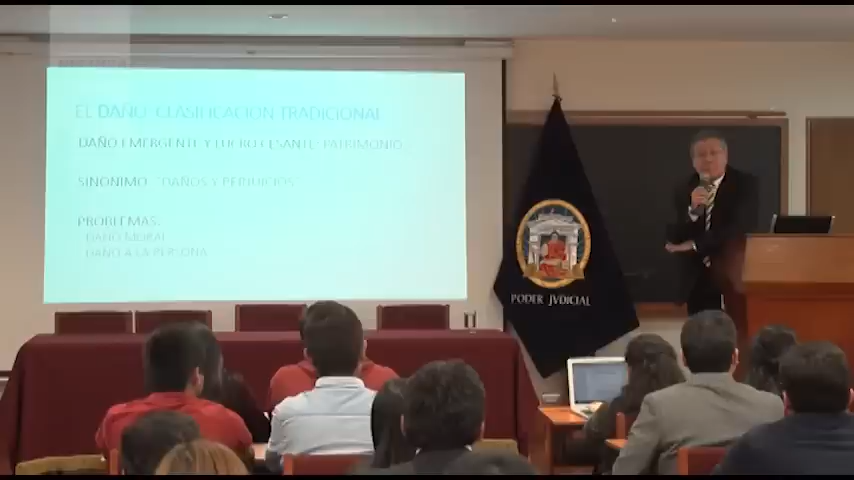 EL DAÑO: CLASIFICACION TRADICIONAL
DAÑO EMERGENTE Y LUCRO CESANTE: PATRIMONIO
SINONIMO: "DAÑOS Y PERJUICIOS"
PROBLEMAS:
DAÑO MORAL
DAÑO A LA PERSONA
PODER JVDICIAL